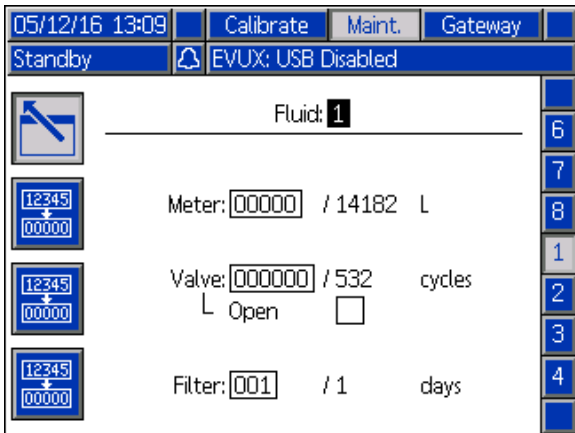 05/12/16 13:09 Calibrate Maint. Gateway
Standby EVUX: USB Disabled
Fluid: 1
6
7
12345
00000
Meter: 00000 / 14182 L
8
1
12345
00000
Valve: 000000 / 532 cycles
2
Open
3
12345
00000
Filter: 001 / 1 days
4